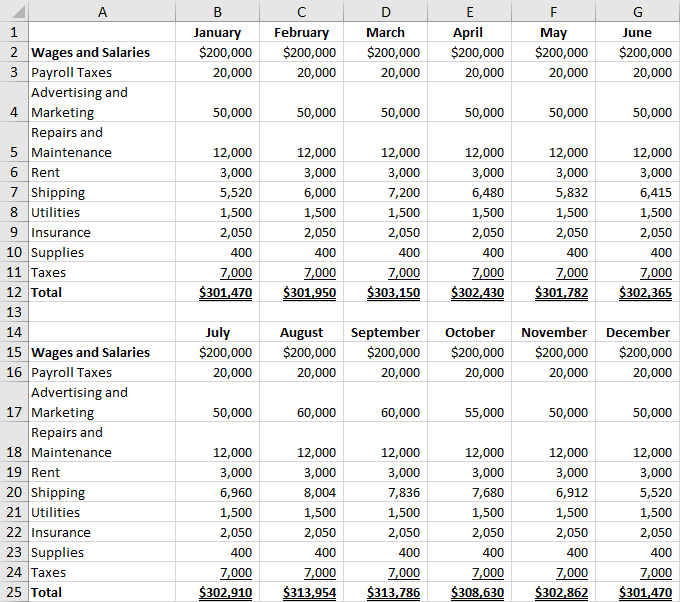 A B C D E F G
1 January February March April May June
2 Wages and Salaries $200,000 $200,000 $200,000 $200,000 $200,000 $200,000
3 Payroll Taxes 20,000 20,000 20,000 20,000 20,000 20,000
Advertising and
4 Marketing 50,000 50,000 50,000 50,000 50,000 50,000
Repairs and
5 Maintenance 12,000 12,000 12,000 12,000 12,000 12,000
6 Rent 3,000 3,000 3,000 3,000 3,000 3,000
7 Shipping 5,520 6,000 7,200 6,480 5,832 6,415
8 Utilities 1,500 1,500 1,500 1,500 1,500 1,500
9 Insurance 2,050 2,050 2,050 2,050 2,050 2,050
10 Supplies 400 400 400 400 400 400
11 Taxes 7,000 7,000 7,000 7,000 7,000 7,000
12 Total $301,470 $301,950 $303,150 $302,430 $301,782 $302,365
13
14 July August September October November December
15 Wages and Salaries $200,000 $200,000 $200,000 $200,000 $200,000 $200,000
16 Payroll Taxes 20,000 20,000 20,000 20,000 20,000 20,000
Advertising and
17 Marketing 50,000 60,000 60,000 55,000 50,000 50,000
Repairs and
18 Maintenance 12,000 12,000 12,000 12,000 12,000 12,000
19 Rent 3,000 3,000 3,000 3,000 3,000 3,000
20 Shipping 6,960 8,004 7,836 7,680 6,912 5,520
21 Utilities 1,500 1,500 1,500 1,500 1,500 1,500
22 Insurance 2,050 2,050 2,050 2,050 2,050 2,050
23 Supplies 400 400 400 400 400 400
24 Taxes 7,000 7,000 7,000 7,000 7,000 7,000
25 Total $302,910 $313,954 $313,786 $308,630 $302,862 $301,470